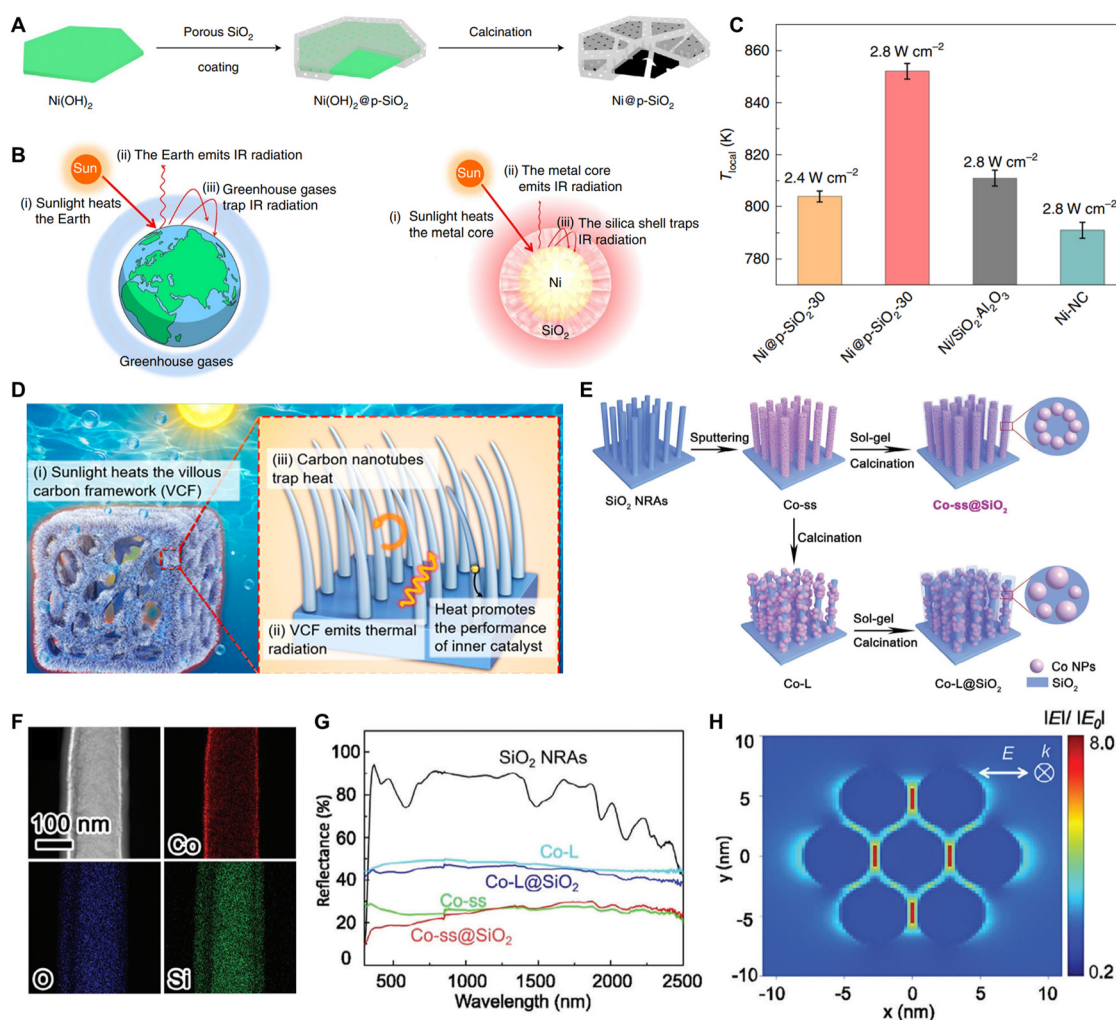 A
Porous SiO₂
coating
Calcination
Ni(OH)₂
Ni(OH)₂@p-SiO₂
Ni@p-SiO₂
B
Sun
(ii) The Earth emits IR radiation
(iii) Greenhouse gases
trap IR radiation
(i) Sunlight heats
the Earth
Greenhouse gases
Sun
(ii) The metal core
emits IR radiation
(i) Sunlight heats
the metal core
(iii) The silica shell traps
IR radiation
Ni
SiO₂
C
T local (K)
860
840
820
800
780
2.4 W cm⁻²
2.8 W cm⁻²
2.8 W cm⁻²
2.8 W cm⁻²
Ni@p-SiO₂-30
Ni@p-SiO₂-30
Ni/SiO₂·Al₂O₃
Ni-NC
D
(i) Sunlight heats the villous
carbon framework (VCF)
(iii) Carbon nanotubes
trap heat
(ii) VCF emits thermal
radiation
Heat promotes
the performance
of inner catalyst
E
SiO₂ NRAs
Sputtering
Co-ss
Sol-gel
Calcination
Co-ss@SiO₂
Calcination
Co-L
Sol-gel
Calcination
Co-L@SiO₂
Co NPs
SiO₂
F
100 nm
Co
O
Si
G
Reflectance (%)
100
80
60
40
20
0
SiO₂ NRAs
Co-L
Co-L@SiO₂
Co-ss
Co-ss@SiO₂
500
1000
1500
2000
2500
Wavelength (nm)
H
|E|/ |E₀|
8.0
0.2
E
k
y (nm)
10
5
0
-5
-10
-10
-5
0
5
10
x (nm)